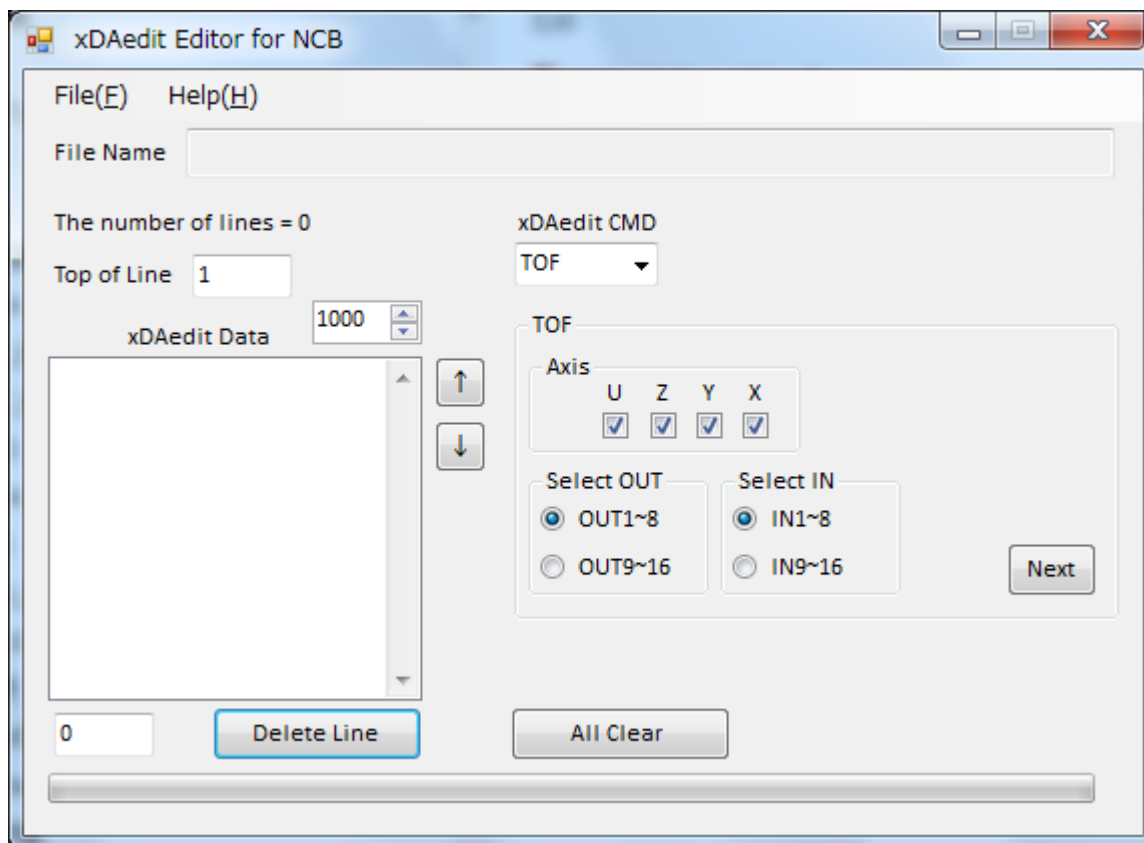 xDAedit Editor for NCB
File(F) Help(H)
File Name
The number of lines = 0
xDAedit CMD
Top of Line 1
TOF
xDAedit Data
1000
TOF
Axis
U Z Y X
↑
↓
Select OUT
OUT1~8
OUT9~16
Select IN
IN1~8
IN9~16
Next
0
Delete Line
All Clear